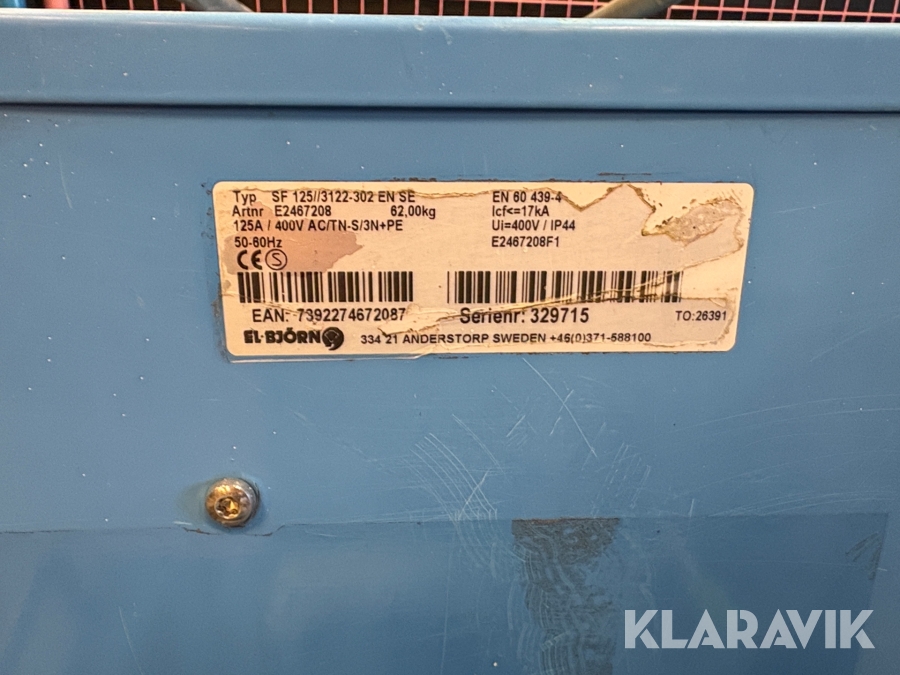 Typ SF 125//3122-302 EN SE EN 60 439-4
Artnr E2467208 62,00kg Icf<=17kA
125A / 400V AC/TN-S/3N+PE Ui=400V / IP44
50-60Hz E2467208F1
CE S
EAN: 7392274672087 Serienr: 329715 TO:26391
EL-BJÖRN 334 21 ANDERSTORP SWEDEN +46(0)371-588100
KLARAVIK